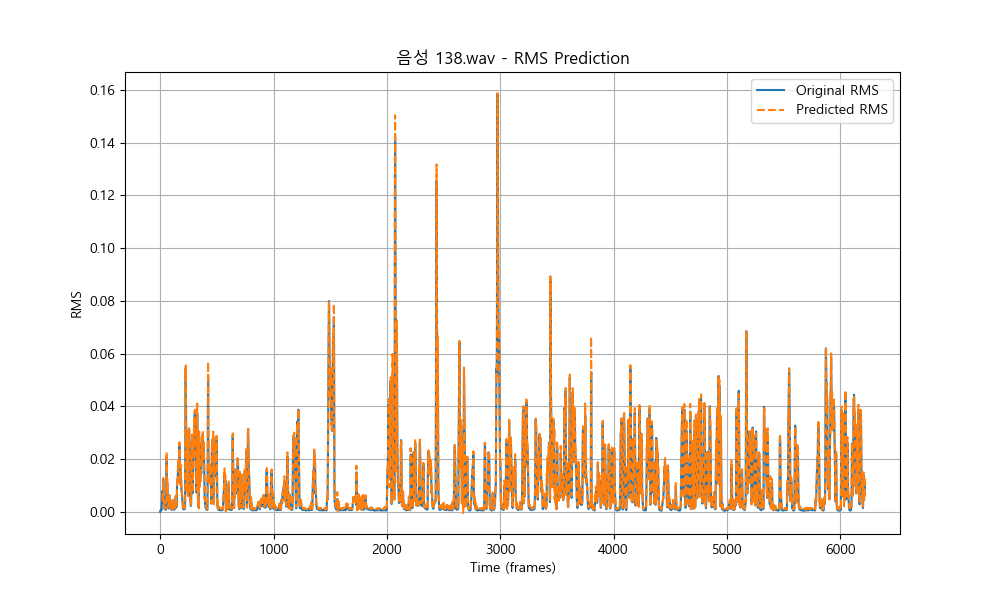 음성 138.wav - RMS Prediction
Original RMS
Predicted RMS
0.16
0.14
0.12
0.10
0.08
0.06
0.04
0.02
0.00
RMS
0 1000 2000 3000 4000 5000 6000
Time (frames)